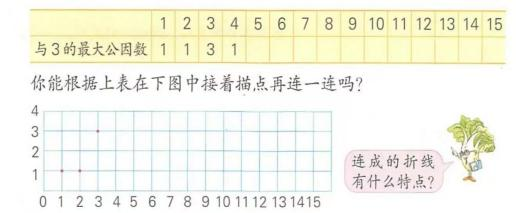 1 2 3 4 5 6 7 8 9 10 11 12 13 14 15
与3的最大公因数 1 1 3 1
你能根据上表在下图中接着描点再连一连吗?
4
3
2
1
0 1 2 3 4 5 6 7 8 9 10 11 12 13 14 15
连成的折线
有什么特点?